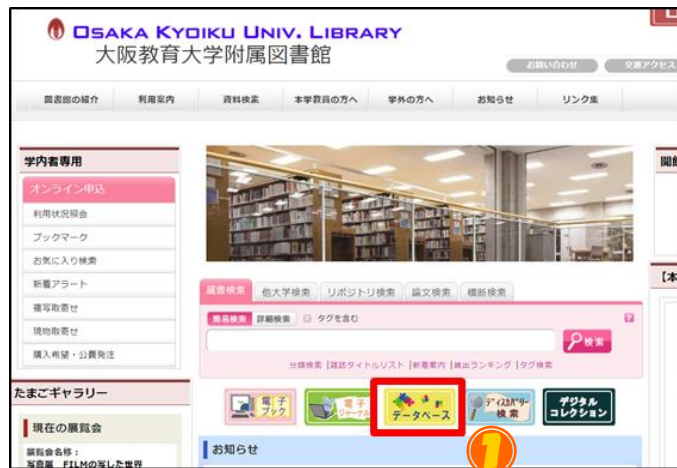 OSAKA KYOIKU UNIV. LIBRARY
大阪教育大学附属図書館
お問い合わせ
交通アクセス
図書館の紹介 利用案内 資料検索 本学教員の方へ 学外の方へ お知らせ リンク集
学内者専用
オンライン申込
利用状況照会
ブックマーク
お気に入り検索
新着アラート
複写取寄せ
現物取寄せ
購入希望・公費発注
蔵書検索 他大学検索 リポジトリ検索 論文検索 横断検索
簡易検索 詳細検索 タグを含む
検索
分類検索 |雑誌タイトルリスト |新着案内 |貸出ランキング |タグ検索
電子ブック
電子ジャーナル
データベース
ディスカバリー検索
デジタルコレクション
1
たまごギャラリー
現在の展覧会
展覧会名称:
写真展 FILMの写した世界
お知らせ
【本